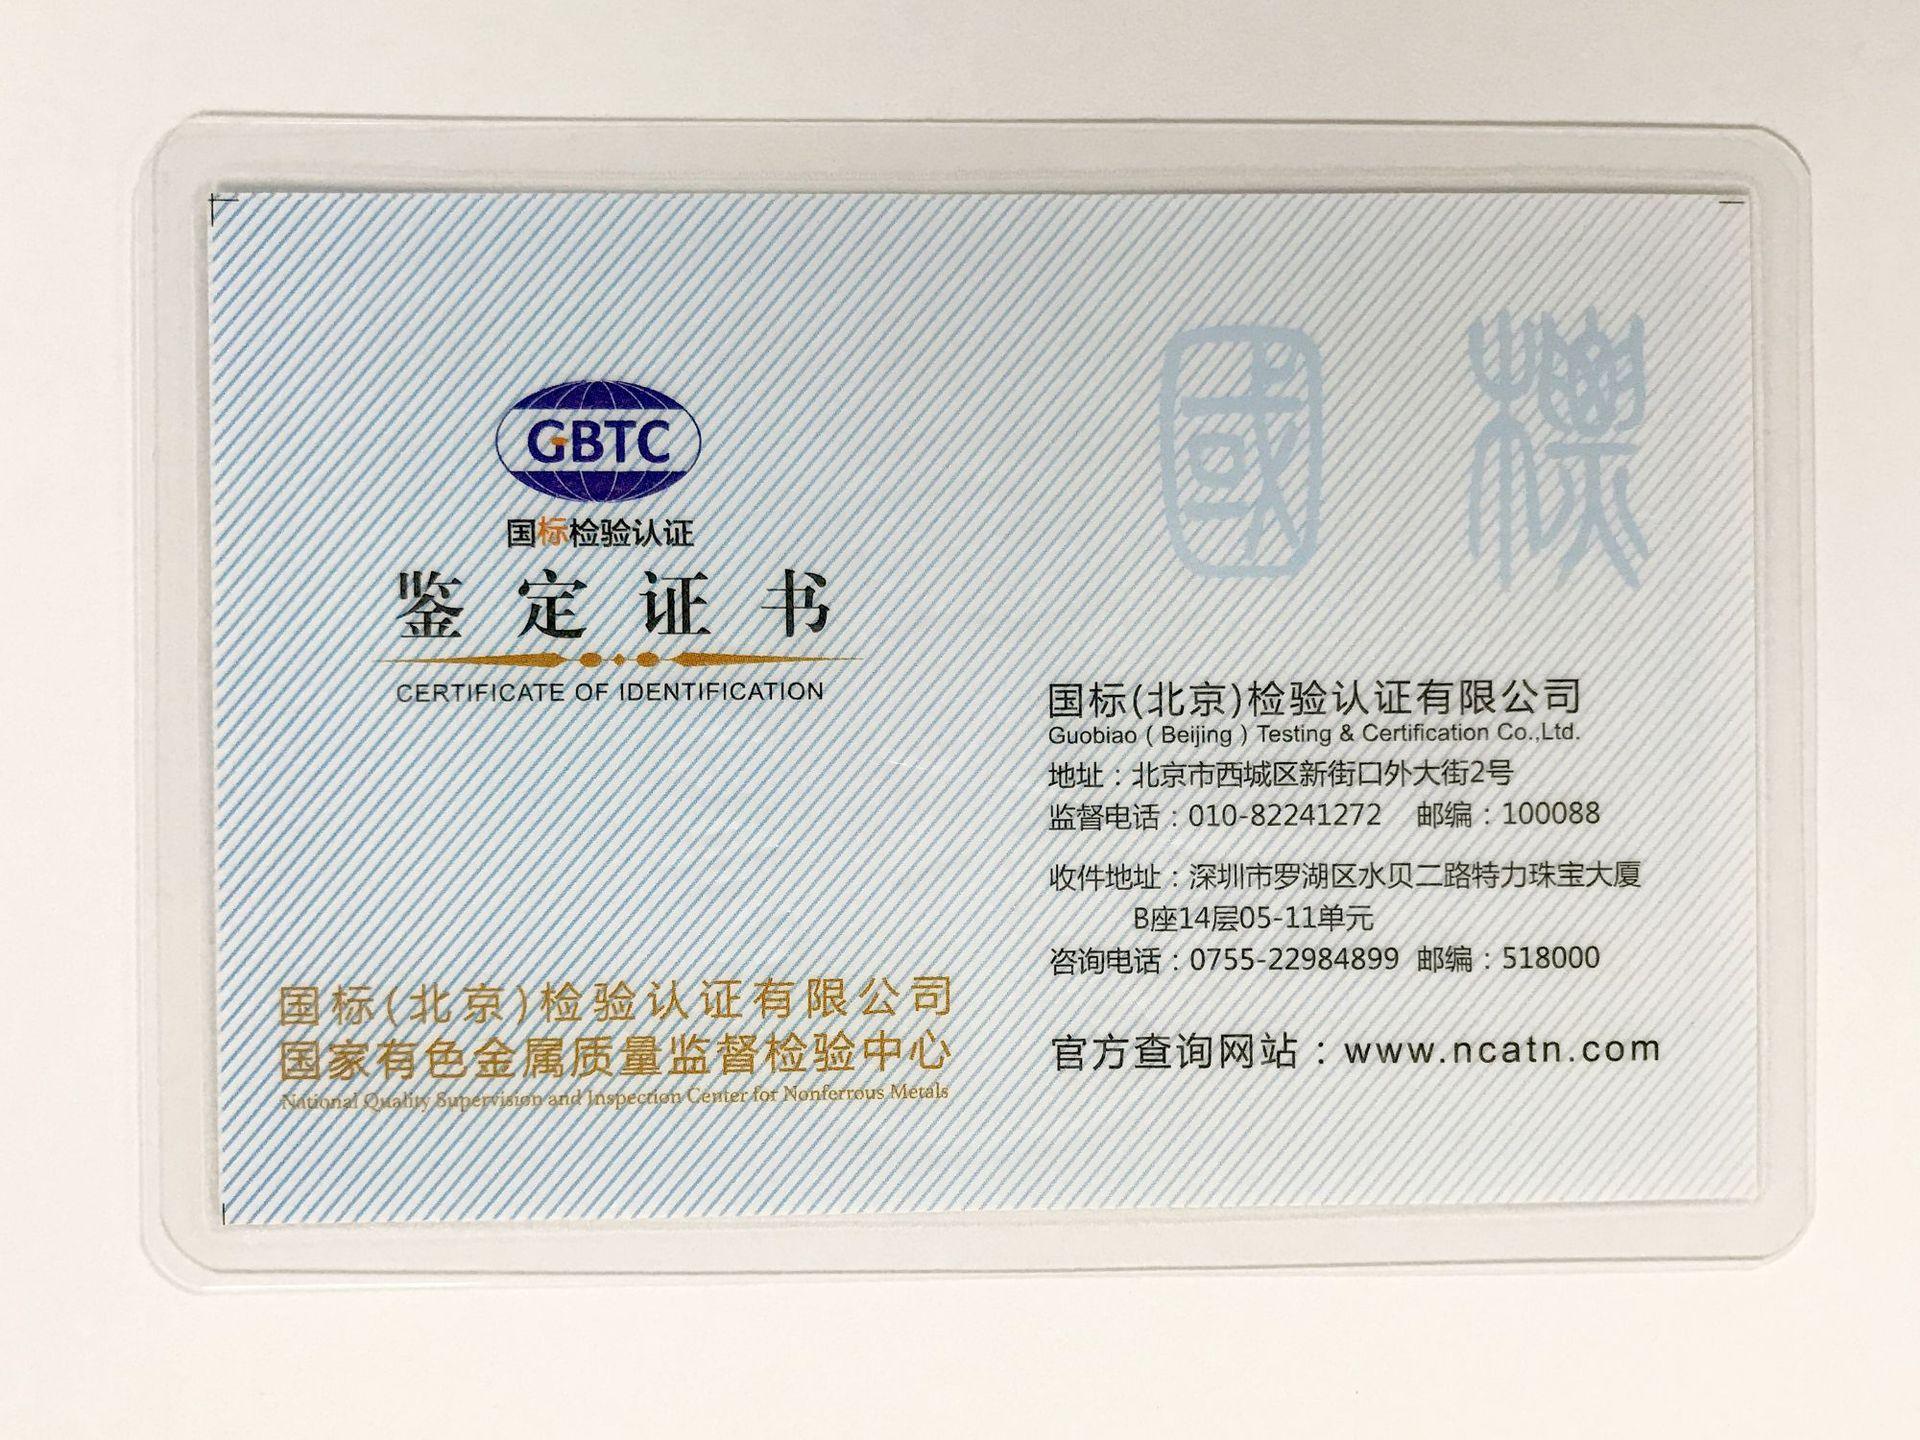 GBTC
国标检验认证
鉴定证书
CERTIFICATE OF IDENTIFICATION
国标(北京)检验认证有限公司
国家有色金属质量监督检验中心
National Quality Supervision and Inspection Center for Nonferrous Metals
國標
国标(北京)检验认证有限公司
Guobiao ( Beijing ) Testing & Certification Co.,Ltd.
地址：北京市西城区新街口外大街2号
监督电话：010-82241272 邮编：100088
收件地址：深圳市罗湖区水贝二路特力珠宝大厦
B座14层05-11单元
咨询电话：0755-22984899 邮编：518000
官方查询网站：www.ncatn.com